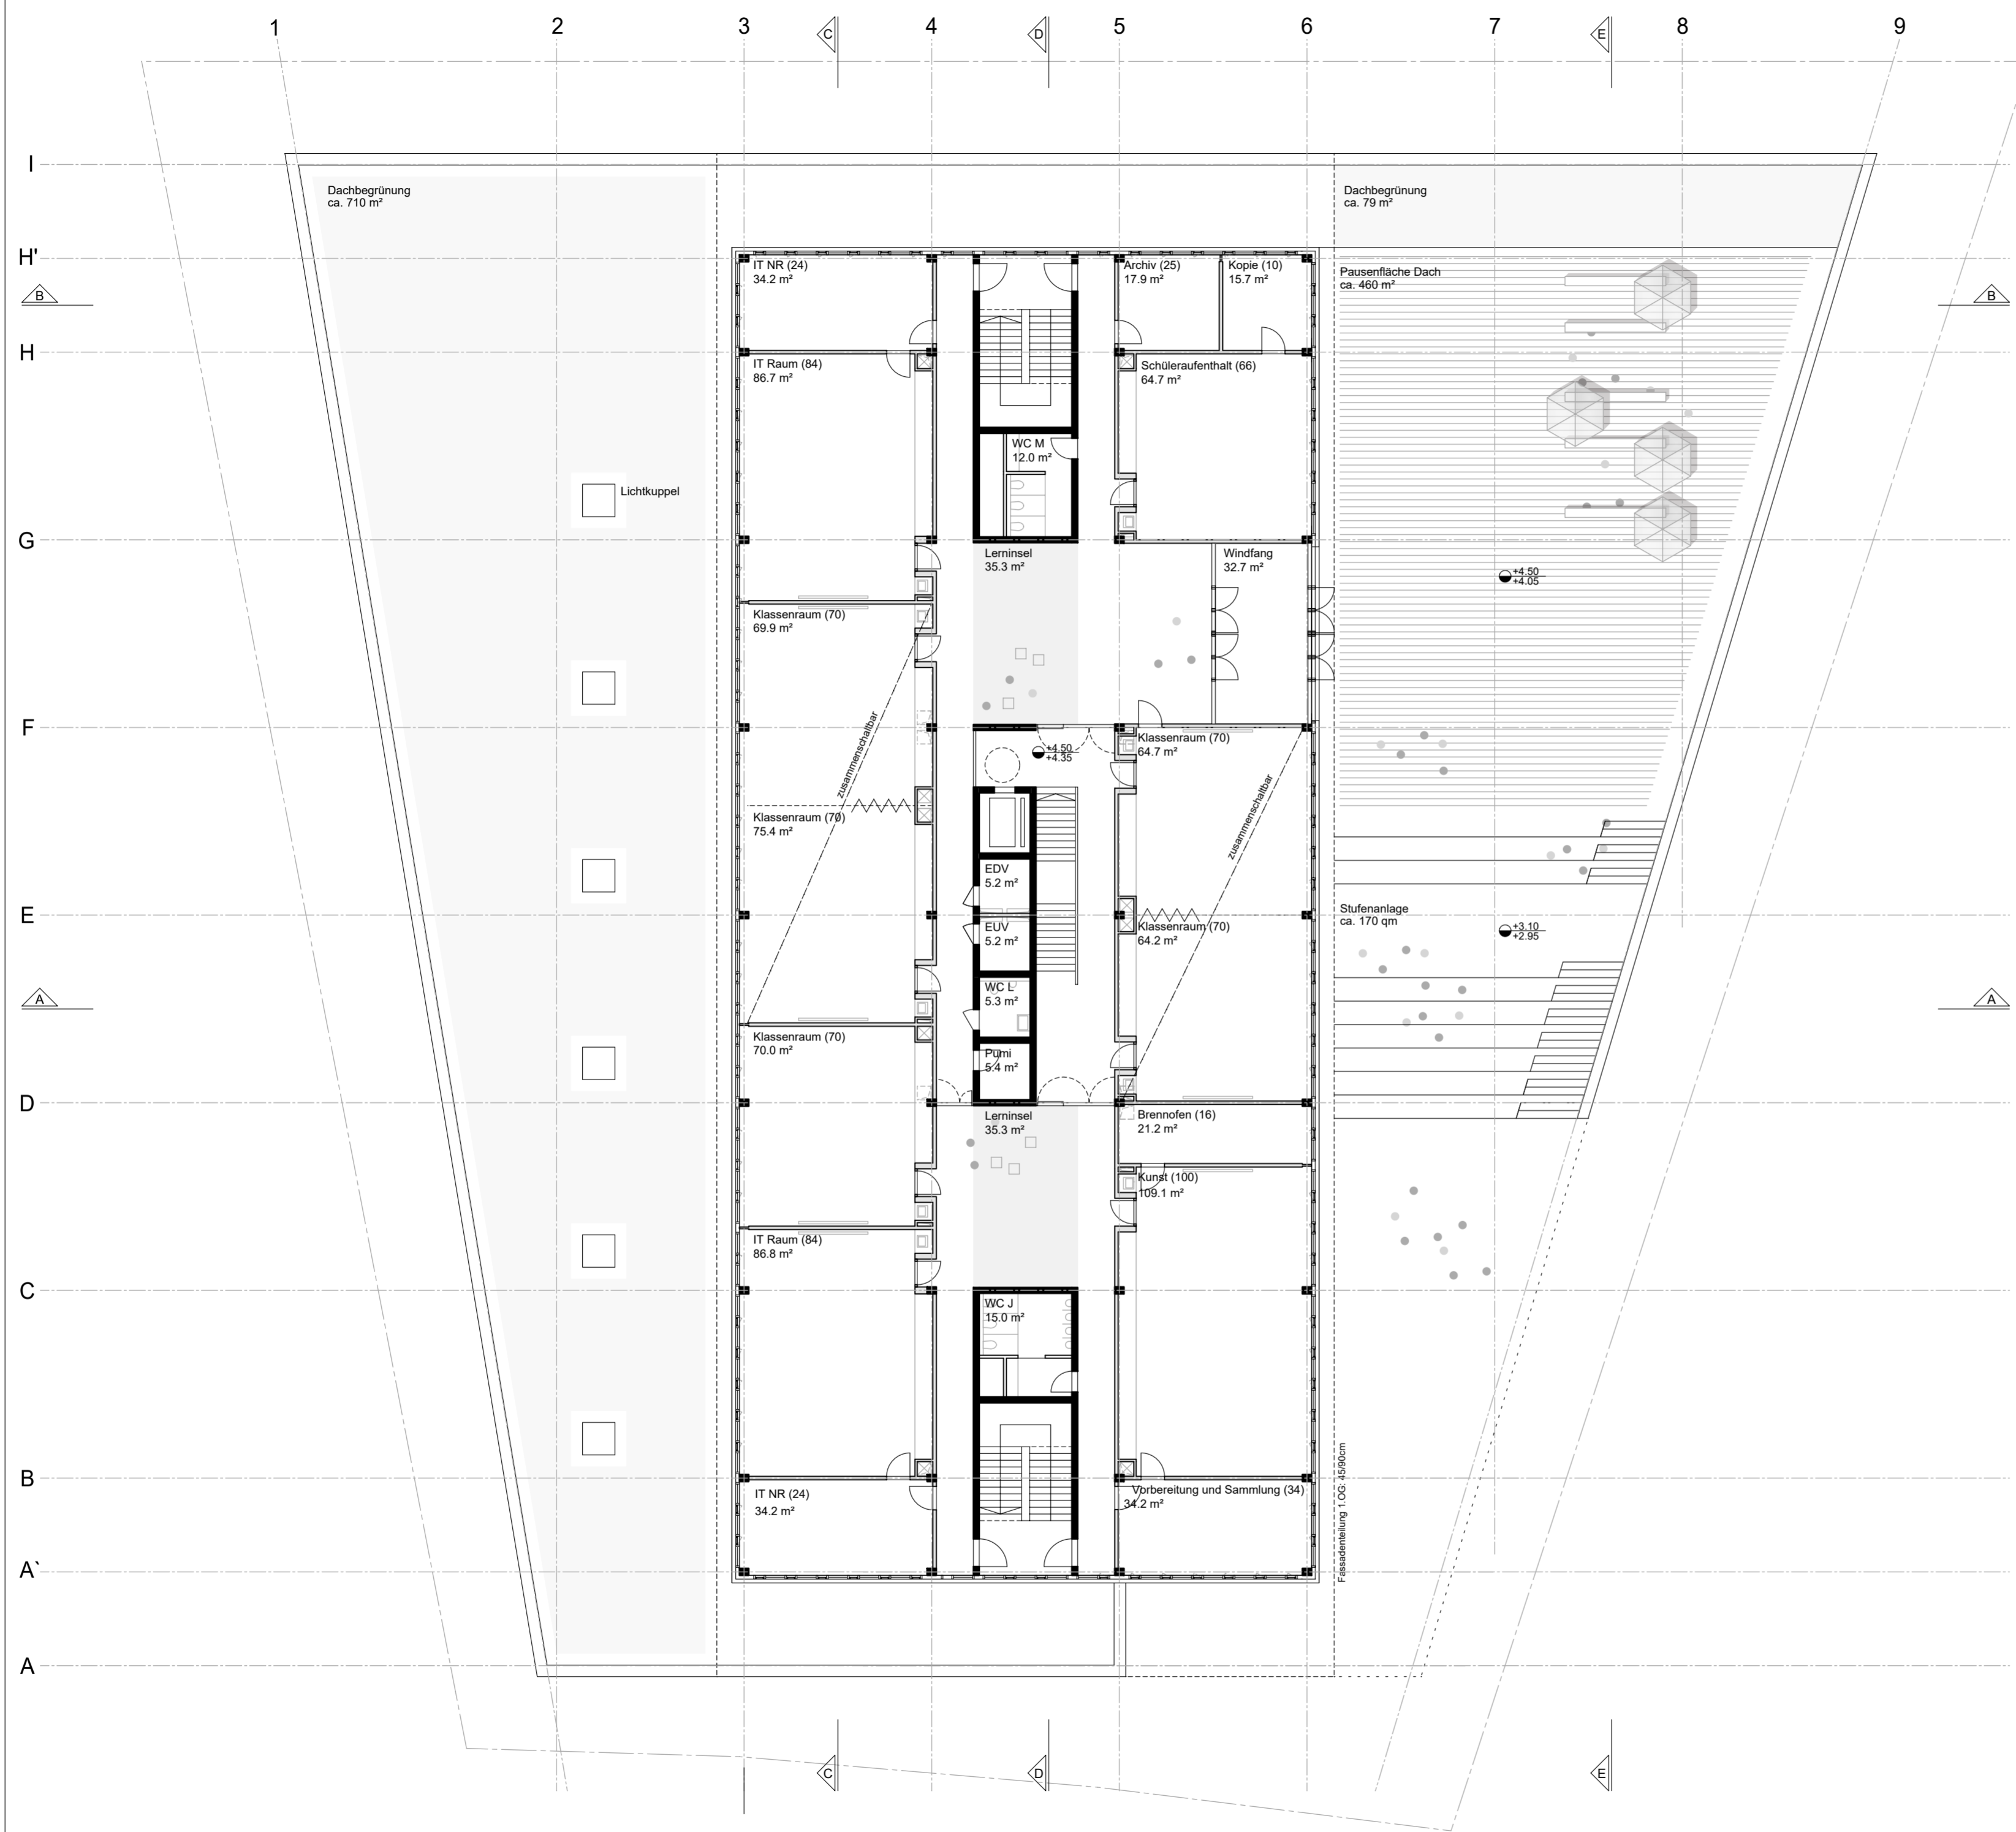 1
2
3
C
4
D
5
6
E
7
8
9
I
Dachbegrünung
ca. 710 m²
Dachbegrünung
ca. 79 m²
H'
IT NR (24)
34.2 m²
Archiv (25)
17.9 m²
Kopie (10)
15.7 m²
Pausenfläche Dach
ca. 460 m²
B
B
H
IT Raum (84)
86.7 m²
Schüleraufenthalt (66)
64.7 m²
WC M
12.0 m²
Lichtkuppel
G
Lerninsel
35.3 m²
Windfang
32.7 m²
+4.50
+4.05
Klassenraum (70)
69.9 m²
zusammenschaltbar
F
Klassenraum (70)
64.7 m²
+4.50
+4.35
zusammenschaltbar
Klassenraum (70)
75.4 m²
EDV
5.2 m²
E
EUV
5.2 m²
Klassenraum (70)
64.2 m²
Stufenanlage
ca. 170 qm
+3.10
+2.95
A
WC L
5.3 m²
A
Klassenraum (70)
70.0 m²
Pumi
5.4 m²
D
Lerninsel
35.3 m²
Brennofen (16)
21.2 m²
Kunst (100)
109.1 m²
IT Raum (84)
86.8 m²
C
WC J
15.0 m²
B
IT NR (24)
34.2 m²
Vorbereitung und Sammlung (34)
34.2 m²
Fassadenteilung 1.OG: 45/90cm
A`
A
C
D
E